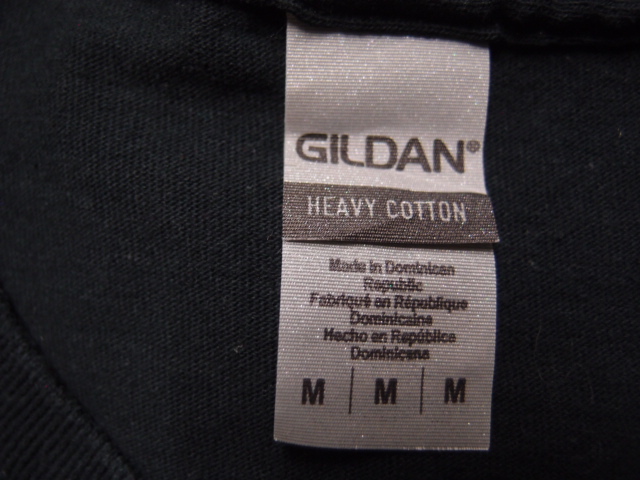 GILDAN®
HEAVY COTTON
Made in Dominican
Republic
Fabriqué en République
Dominicaine
Hecho en República
Dominicana
M | M | M